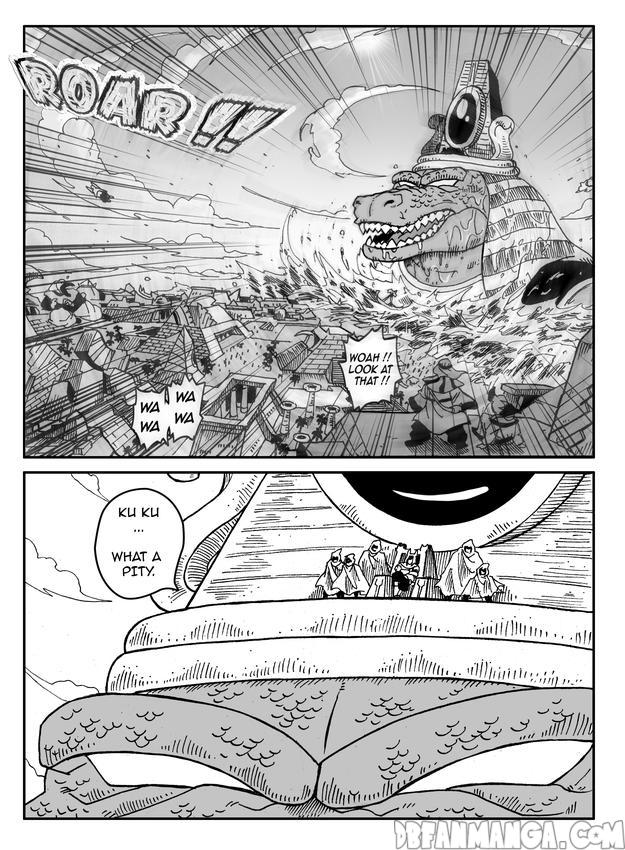 ROAR!!
WOAH!!
LOOK AT
THAT!!
WA WA
WA WA
KU KU
...
WHAT A
PITY.
DBFANMANGA.COM